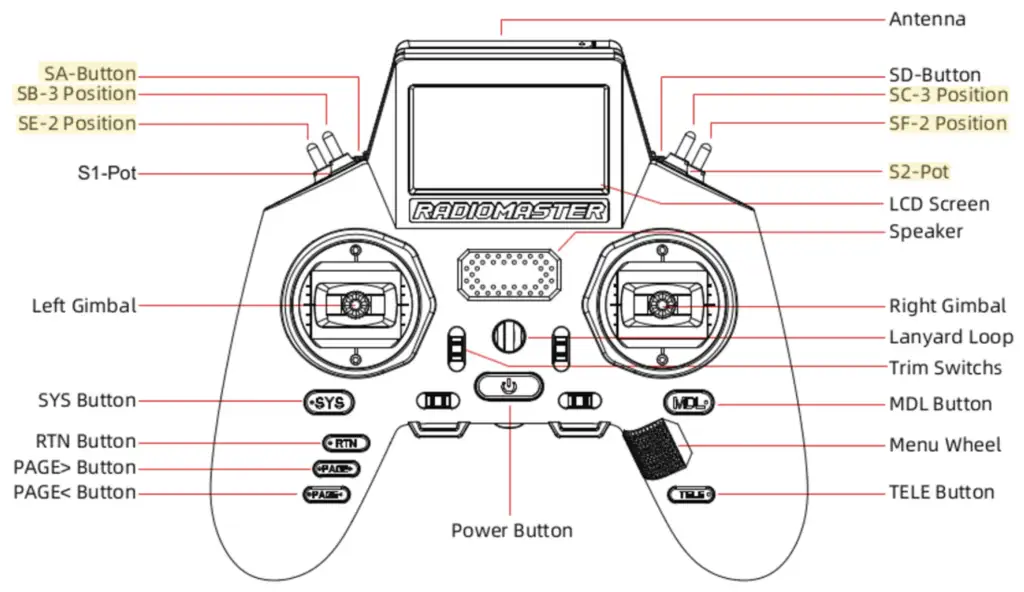 Antenna
SA-Button
SB-3 Position
SE-2 Position
S1-Pot
SD-Button
SC-3 Position
SF-2 Position
S2-Pot
LCD Screen
RADIOMASTER
Speaker
Left Gimbal
Right Gimbal
Lanyard Loop
Trim Switchs
SYS Button
SYS
MDL
MDL Button
RTN Button
RTN
Menu Wheel
PAGE> Button
PAGE>
PAGE< Button
<PAGE
TELE
TELE Button
Power Button